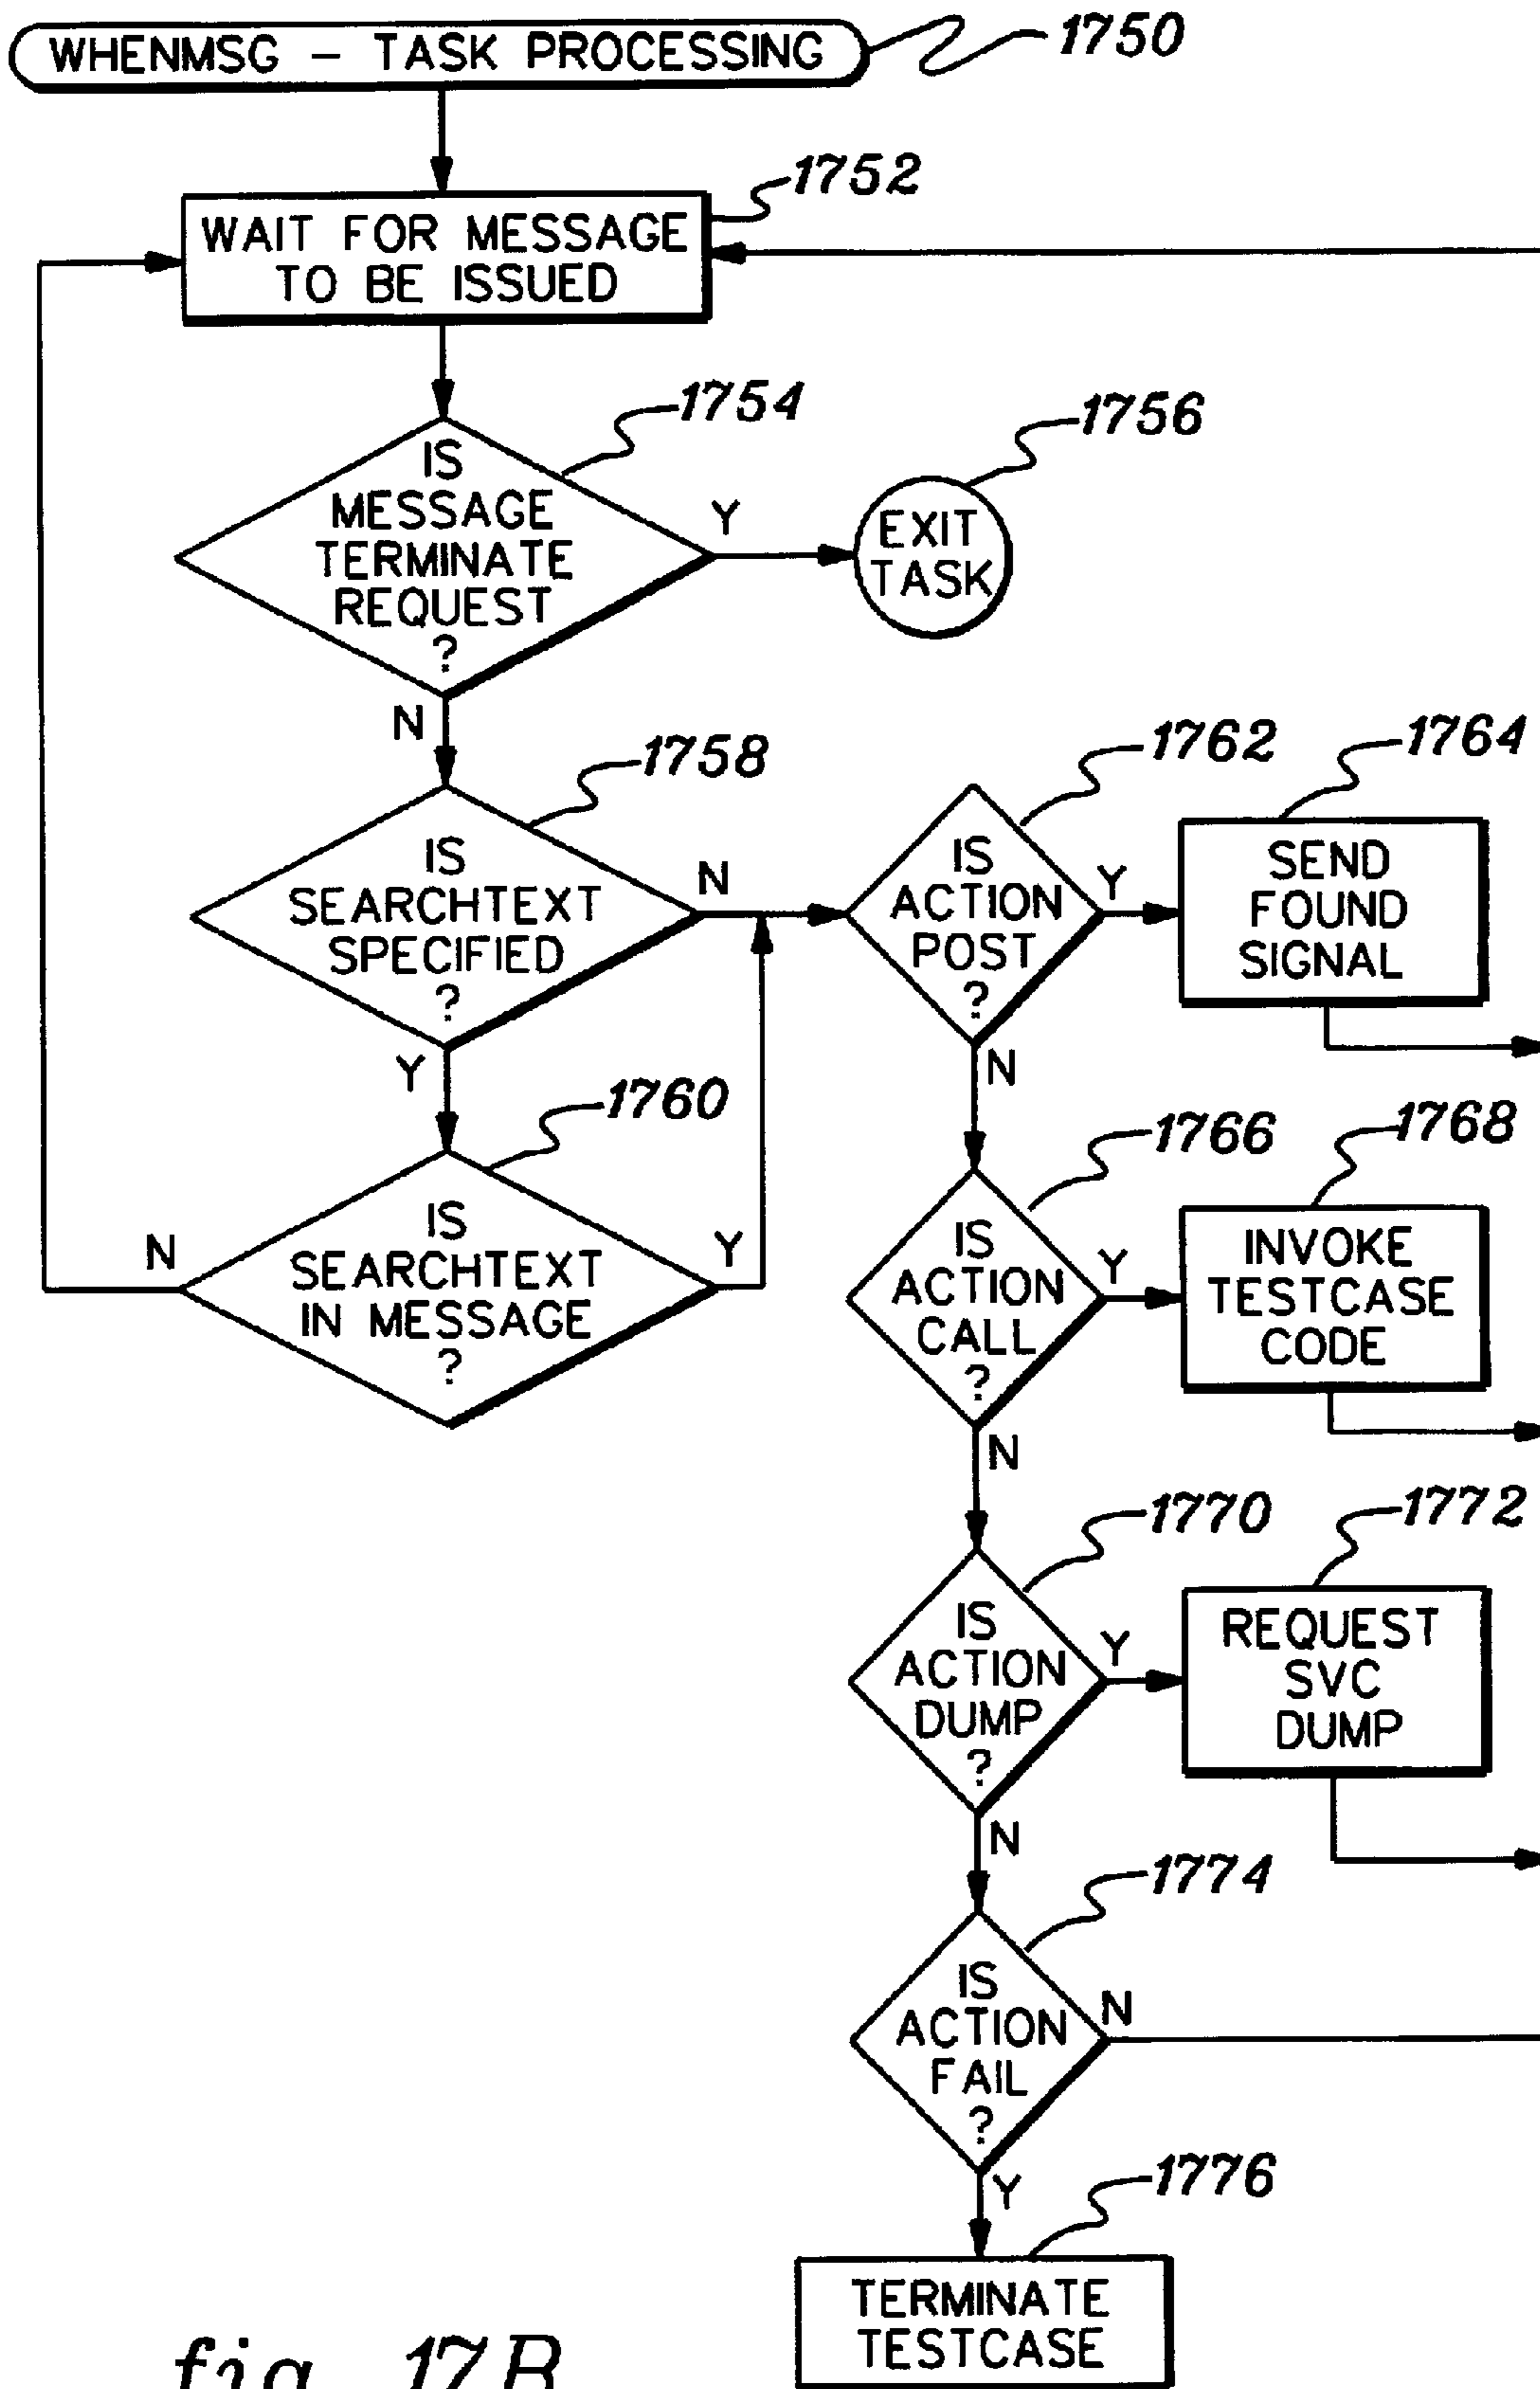 WHENMSG – TASK PROCESSING
1750
1752
WAIT FOR MESSAGE
TO BE ISSUED
1754
IS
MESSAGE
TERMINATE
REQUEST
?
Y
N
1756
EXIT
TASK
1758
IS
SEARCHTEXT
SPECIFIED
?
N
Y
1760
IS
SEARCHTEXT
IN MESSAGE
?
N
Y
1762
IS
ACTION
POST
?
Y
N
1764
SEND
FOUND
SIGNAL
1766
IS
ACTION
CALL
?
Y
N
1768
INVOKE
TESTCASE
CODE
1770
IS
ACTION
DUMP
?
Y
N
1772
REQUEST
SVC
DUMP
1774
IS
ACTION
FAIL
?
N
Y
1776
TERMINATE
TESTCASE
fig. 17B